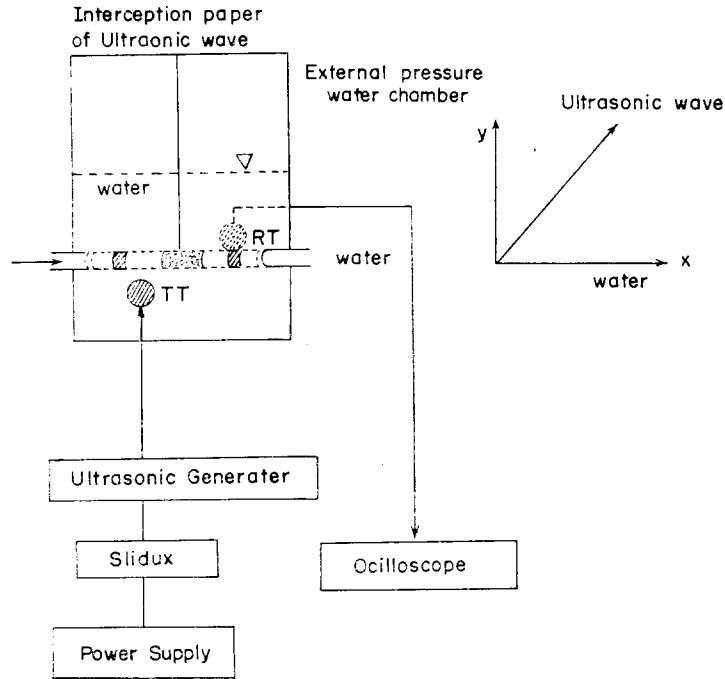 Interception paper
of Ultraonic wave
External pressure
water chamber
Ultrasonic wave
y
water
RT
water
x
water
TT
Ultrasonic Generater
Slidux
Ocilloscope
Power Supply